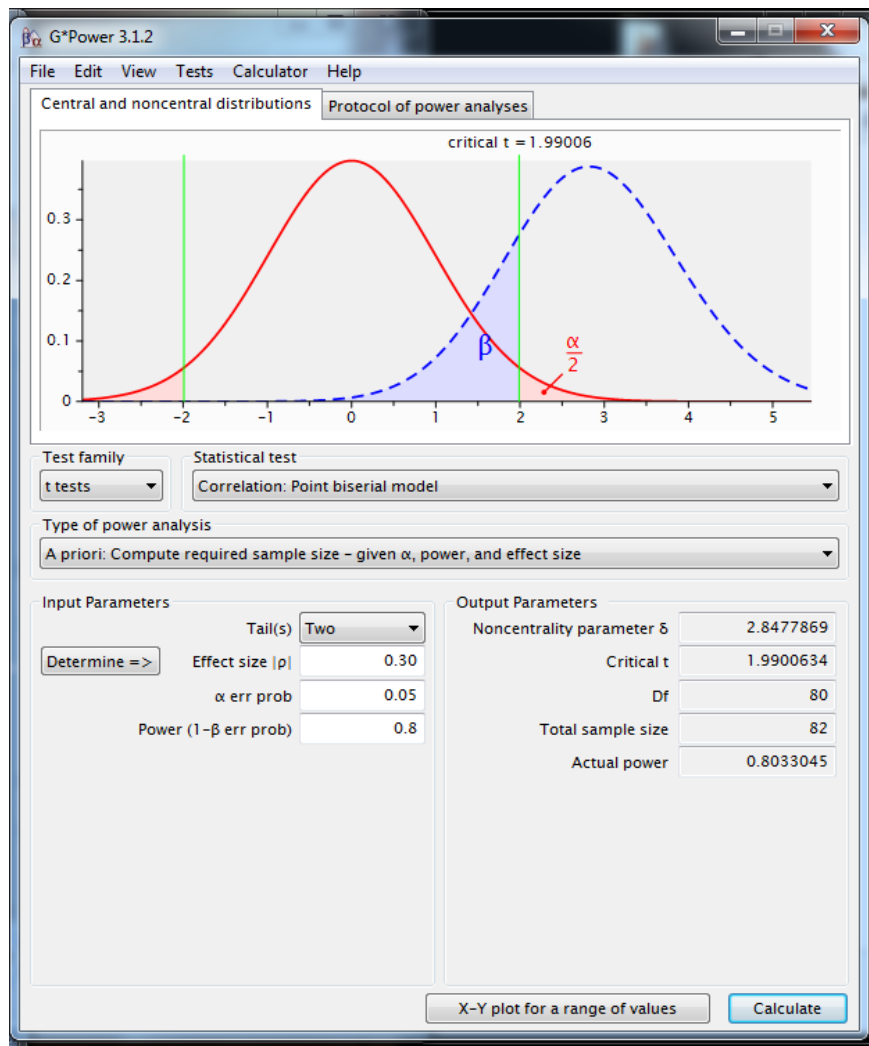 G*Power 3.1.2
File Edit View Tests Calculator Help
Central and noncentral distributions Protocol of power analyses
critical t = 1.99006
0.3
0.2
0.1
0
β
α
2
-3 -2 -1 0 1 2 3 4 5
Test family Statistical test
t tests Correlation: Point biserial model
Type of power analysis
A priori: Compute required sample size - given α, power, and effect size
Input Parameters
Tail(s) Two
Determine => Effect size |ρ| 0.30
α err prob 0.05
Power (1-β err prob) 0.8
Output Parameters
Noncentrality parameter δ 2.8477869
Critical t 1.9900634
Df 80
Total sample size 82
Actual power 0.8033045
X-Y plot for a range of values Calculate